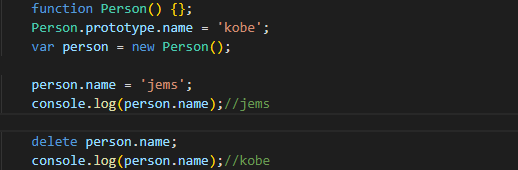 function Person() {};
Person.prototype.name = 'kobe';
var person = new Person();
person.name = 'jems';
console.log(person.name);//jems
delete person.name;
console.log(person.name);//kobe